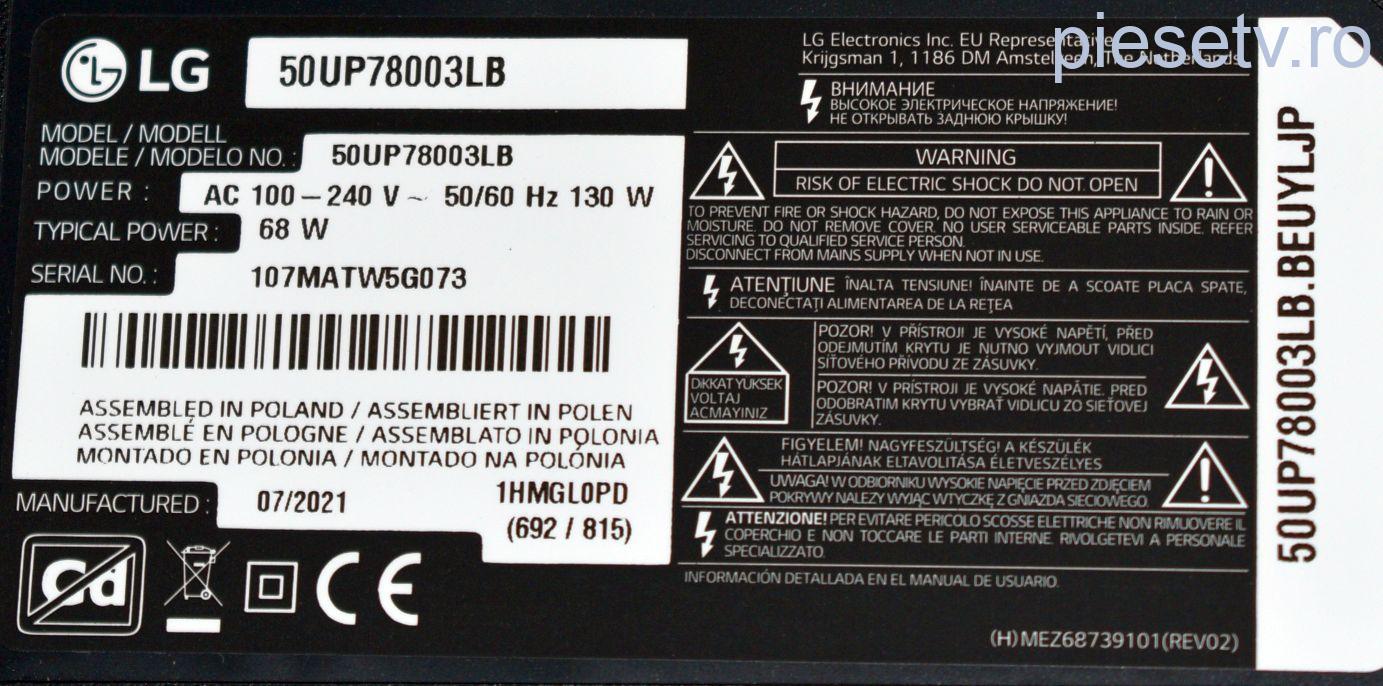 LG
50UP78003LB
MODEL / MODELL
MODELE / MODELO NO. : 50UP78003LB
POWER : AC 100-240 V ~ 50/60 Hz 130 W
TYPICAL POWER : 68 W
SERIAL NO. : 107MATW5G073
ASSEMBLED IN POLAND / ASSEMBLIERT IN POLEN
ASSEMBLÉ EN POLOGNE / ASSEMBLATO IN POLONIA
MONTADO EN POLONIA / MONTADO NA POLÓNIA
MANUFACTURED : 07/2021
1HMGL0PD
(692 / 815)
Cd
CE
LG Electronics Inc. EU Representative
Krijgsman 1, 1186 DM Amstelveen, The Netherlands
piesetv.ro
ВНИМАНИЕ
ВЫСОКОЕ ЭЛЕКТРИЧЕСКОЕ НАПРЯЖЕНИЕ!
НЕ ОТКРЫВАТЬ ЗАДНЮЮ КРЫШКУ!
WARNING
RISK OF ELECTRIC SHOCK DO NOT OPEN
TO PREVENT FIRE OR SHOCK HAZARD, DO NOT EXPOSE THIS APPLIANCE TO RAIN OR
MOISTURE. DO NOT REMOVE COVER. NO USER SERVICEABLE PARTS INSIDE. REFER
SERVICING TO QUALIFIED SERVICE PERSON.
DISCONNECT FROM MAINS SUPPLY WHEN NOT IN USE.
ATENȚIUNE ÎNALTA TENSIUNE! ÎNAINTE DE A SCOATE PLACA SPATE,
DECONECTAȚI ALIMENTAREA DE LA REȚEA
DiKKAT YUKSEK
VOLTAJ
ACMAYINIZ
POZOR! V PŘÍSTROJI JE VYSOKÉ NAPĚTÍ, PŘED
ODEJMUTIM KRYTU JE NUTNO VYJMOUT VIDLICI
SÍŤOVÉHO PŘÍVODU ZE ZÁSUVKY.
POZOR! V PRÍSTROJI JE VYSOKÉ NAPÄTIE. PRED
ODOBRATIM KRYTU VYBRAŤ VIDLICU ZO SIEŤOVEJ
ZÁSUVKY.
FIGYELEM! NAGYFESZÜLTSÉG! A KÉSZÜLÉK
HÁTLAPJÁNAK ELTAVOLITÁSA ÉLETVESZÉLYES
UWAGA! W ODBIORNIKU WYSOKIE NAPIĘCIE PRZED ZDJĘCIEM
POKRYWY NALEZY WYJĄC WTYCZKĘ Z GNIAZDA SIECIOWEGO.
ATTENZIONE! PER EVITARE PERICOLO SCOSSE ELETTRICHE NON RIMUOVERE IL
COPERCHIO E NON TOCCARE LE PARTI INTERNE. RIVOLGETEVI A PERSONALE
SPECIALIZZATO.
INFORMACIÓN DETALLADA EN EL MANUAL DE USUARIO.
(H)MEZ68739101(REV02)
50UP78003LB.BEUYLJP